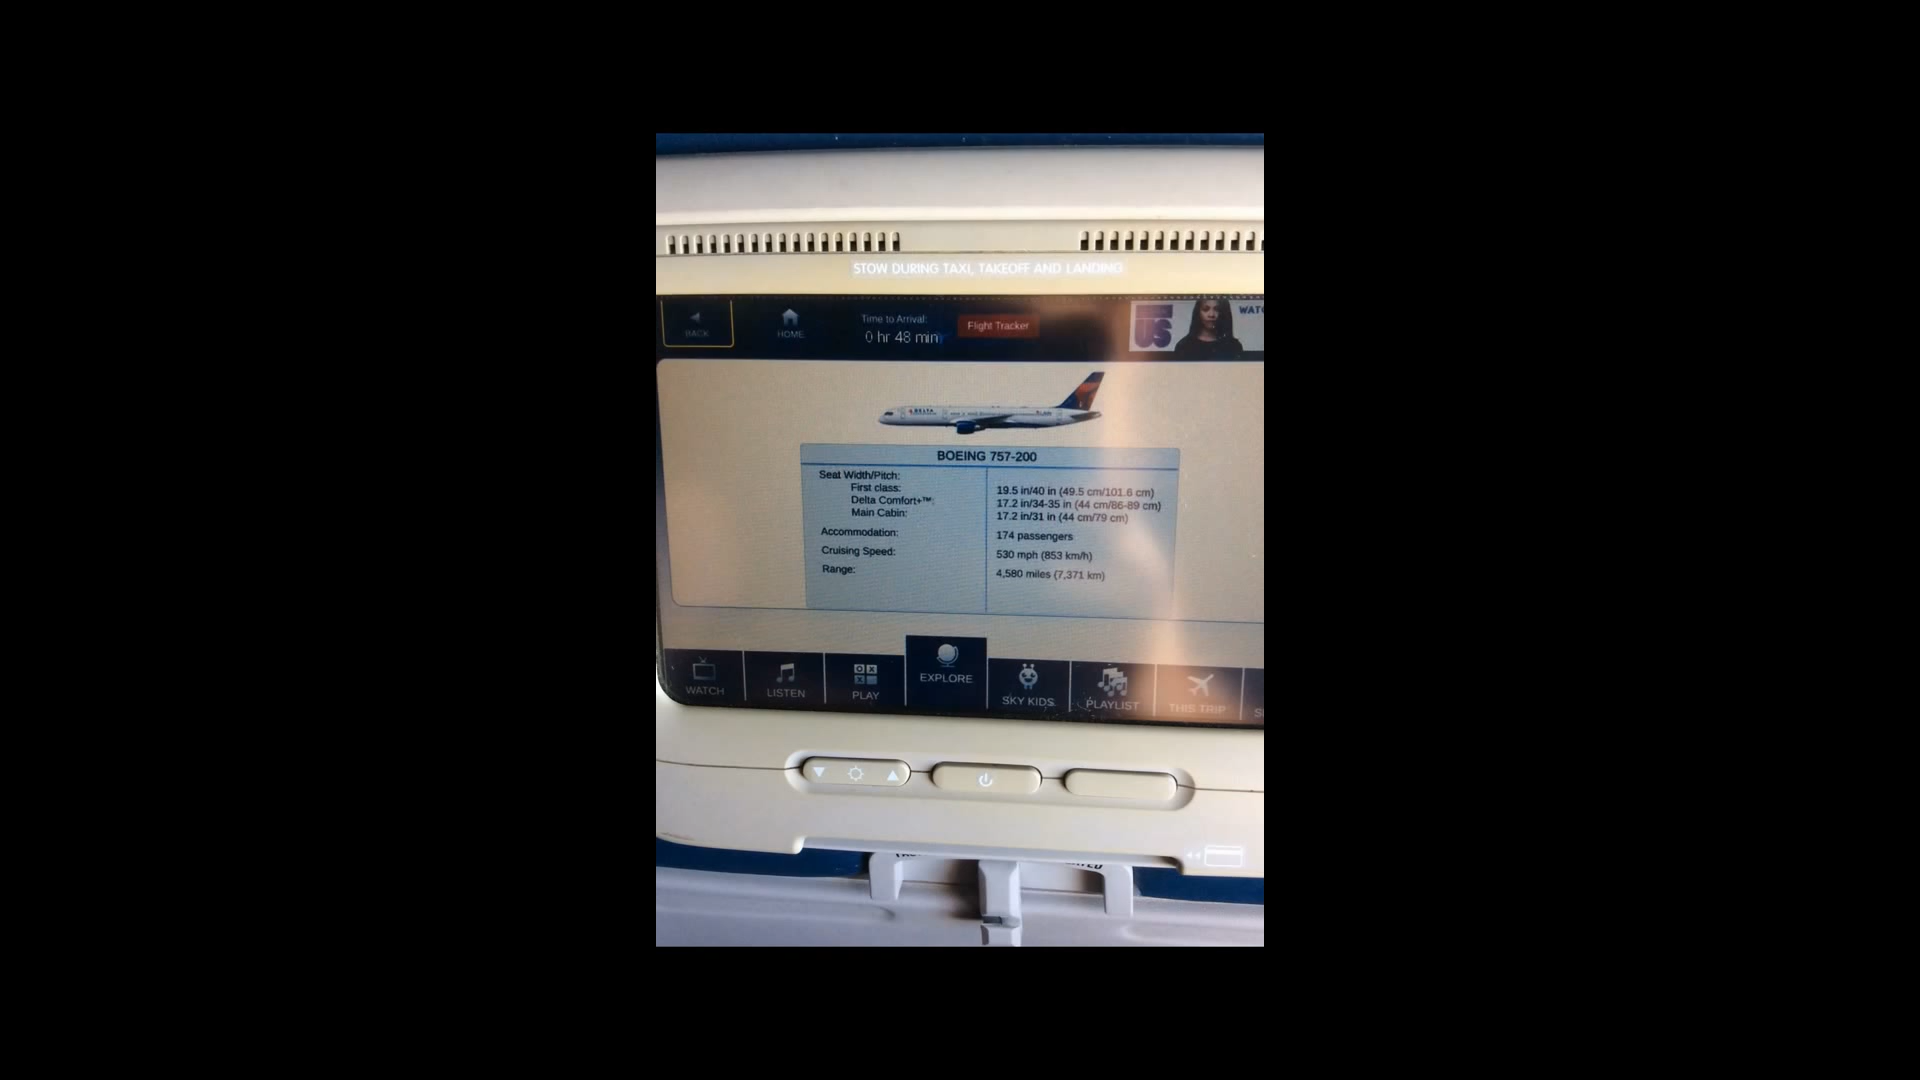 STOW DURING TAXI, TAKEOFF AND LANDING
BACK
HOME
Time to Arrival:
0 hr 48 min
Flight Tracker
US
DELTA
BOEING 757-200
Seat Width/Pitch:
First class: 19.5 in/40 in (49.5 cm/101.6 cm)
Delta Comfort+™: 17.2 in/34-35 in (44 cm/86-89 cm)
Main Cabin: 17.2 in/31 in (44 cm/79 cm)
Accommodation: 174 passengers
Cruising Speed: 530 mph (853 km/h)
Range: 4,580 miles (7,371 km)
WATCH
LISTEN
PLAY
EXPLORE
SKY KIDS
PLAYLIST
THIS TRIP